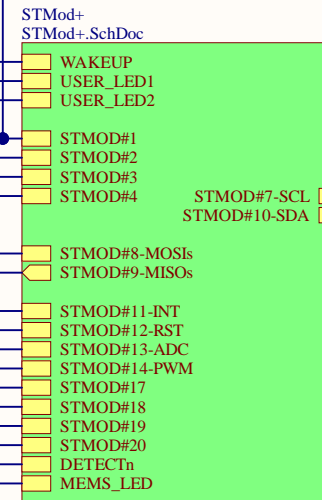 STMod+
STMod+.SchDoc
WAKEUP
USER_LED1
USER_LED2
STMOD#1
STMOD#2
STMOD#3
STMOD#4
STMOD#7-SCL
STMOD#10-SDA
STMOD#8-MOSIs
STMOD#9-MISOs
STMOD#11-INT
STMOD#12-RST
STMOD#13-ADC
STMOD#14-PWM
STMOD#17
STMOD#18
STMOD#19
STMOD#20
DETECTn
MEMS_LED